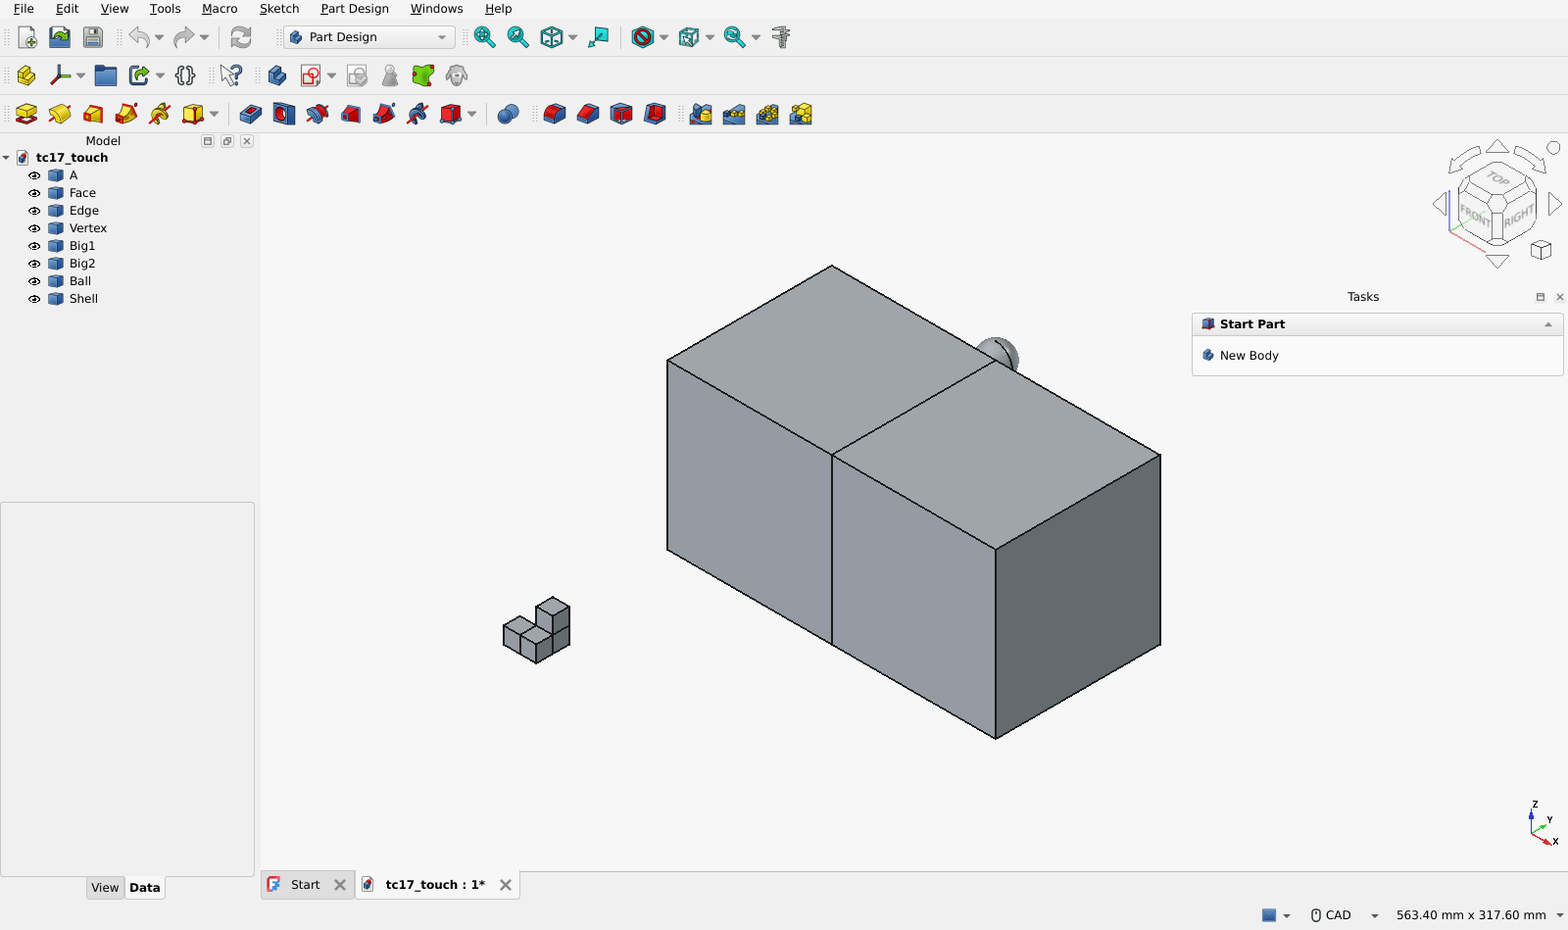 File Edit View Tools Macro Sketch Part Design Windows Help
Part Design
Model
tc17_touch
A
Face
Edge
Vertex
Big1
Big2
Ball
Shell
TOP
FRONT
RIGHT
Tasks
Start Part
New Body
Z
Y
X
View Data
Start
tc17_touch : 1*
CAD
563.40 mm x 317.60 mm